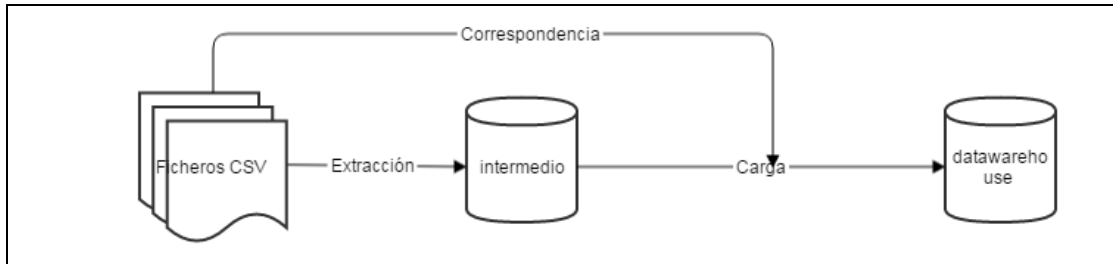 Correspondencia
Ficheros CSV
Extracción
intermedio
Carga
datawareho
use